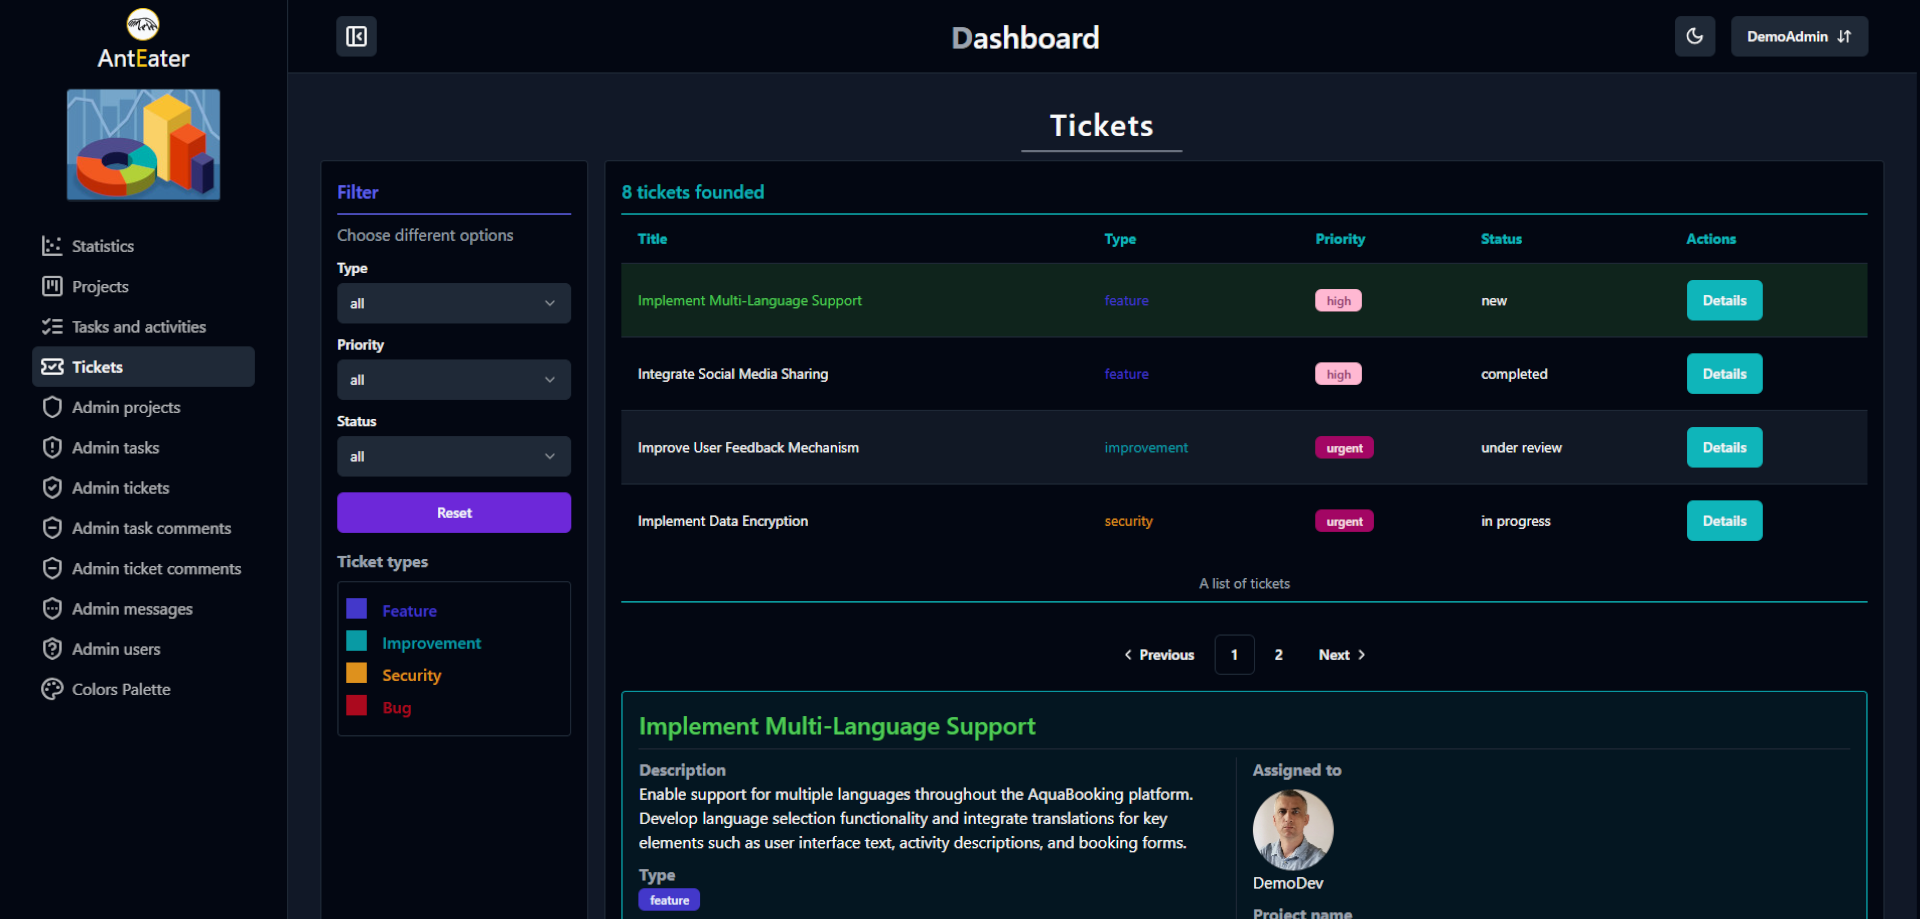 AntEater
Statistics
Projects
Tasks and activities
Tickets
Admin projects
Admin tasks
Admin tickets
Admin task comments
Admin ticket comments
Admin messages
Admin users
Colors Palette
Dashboard
DemoAdmin
Tickets
Filter
Choose different options
Type
all
Priority
all
Status
all
Reset
Ticket types
Feature
Improvement
Security
Bug
8 tickets founded
Title Type Priority Status Actions
Implement Multi-Language Support feature high new Details
Integrate Social Media Sharing feature high completed Details
Improve User Feedback Mechanism improvement urgent under review Details
Implement Data Encryption security urgent in progress Details
A list of tickets
Previous 1 2 Next
Implement Multi-Language Support
Description
Enable support for multiple languages throughout the AquaBooking platform.
Develop language selection functionality and integrate translations for key
elements such as user interface text, activity descriptions, and booking forms.
Type
feature
Assigned to
DemoDev
Project name